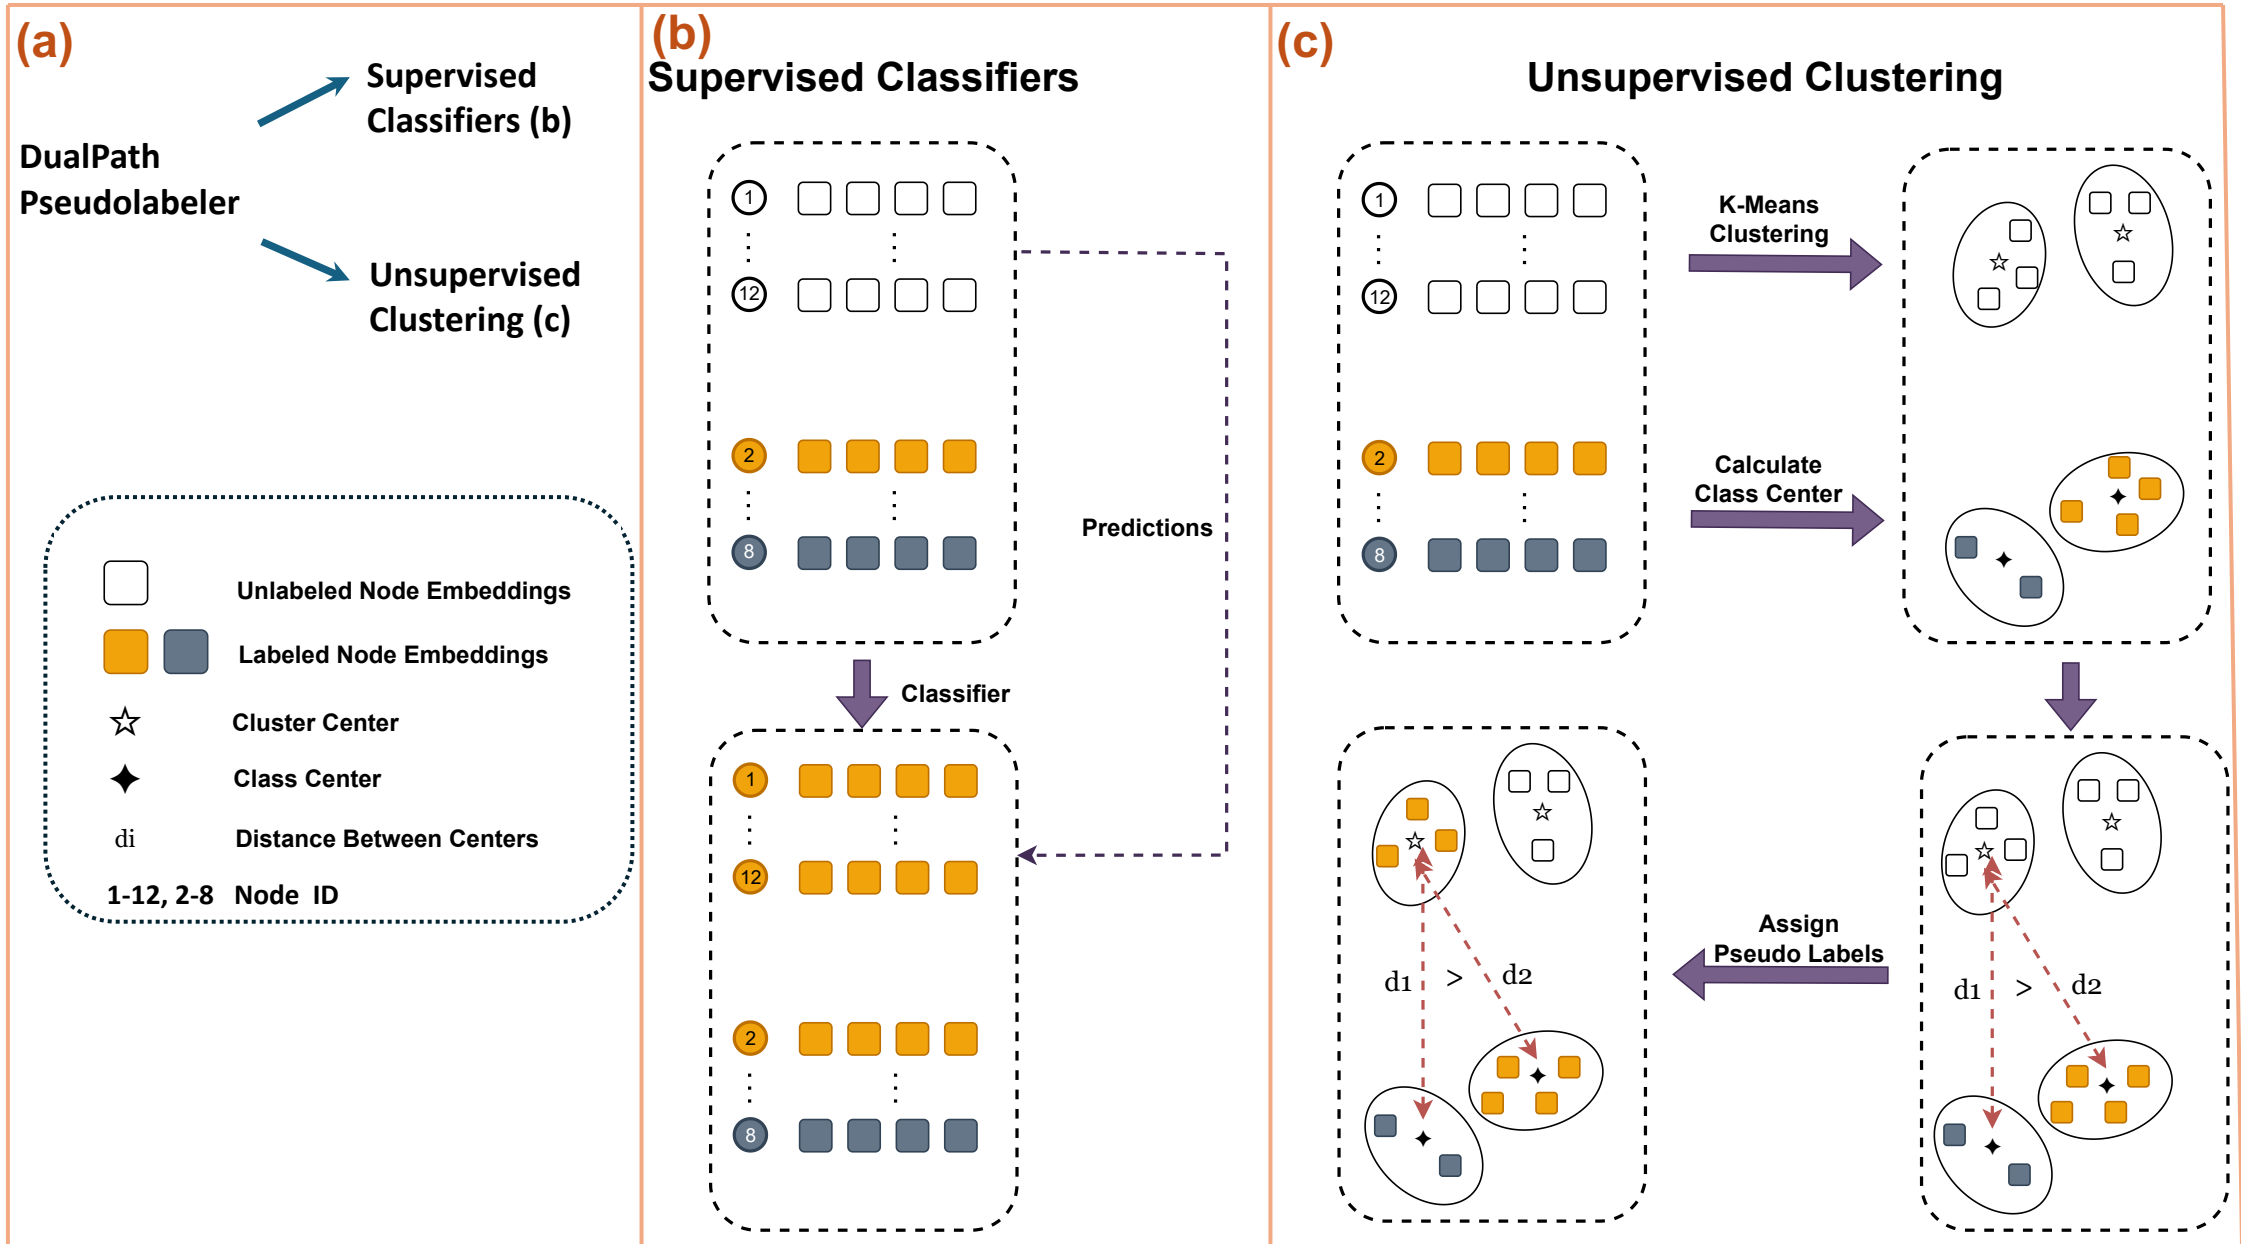 (a)
DualPath
Pseudolabeler
Supervised
Classifiers (b)
Unsupervised
Clustering (c)
Unlabeled Node Embeddings
Labeled Node Embeddings
Cluster Center
Class Center
di Distance Between Centers
1-12, 2-8 Node ID
(b)
Supervised Classifiers
1
12
2
8
Predictions
Classifier
1
12
2
8
(c)
Unsupervised Clustering
1
12
2
8
K-Means
Clustering
Calculate
Class Center
d1 > d2
Assign
Pseudo Labels
d1 > d2